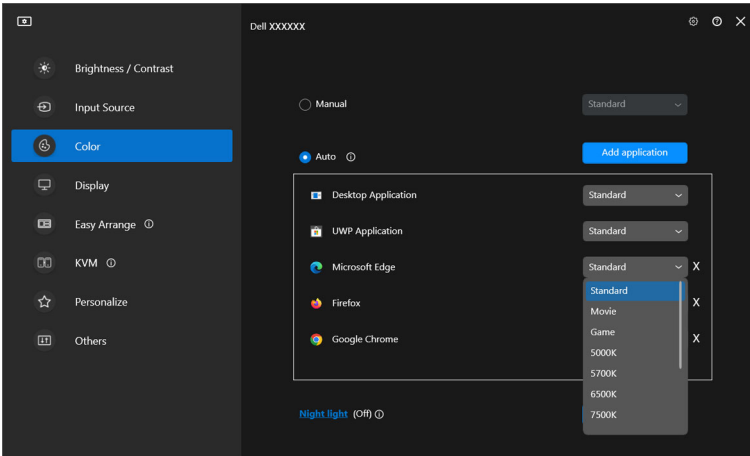 Dell XXXXXX
Brightness / Contrast
Input Source
Color
Display
Easy Arrange
KVM
Personalize
Others
Manual Standard
Auto Add application
Desktop Application Standard
UWP Application Standard
Microsoft Edge Standard X
Firefox X
Google Chrome X
Standard
Movie
Game
5000K
5700K
6500K
7500K
Night light (Off)